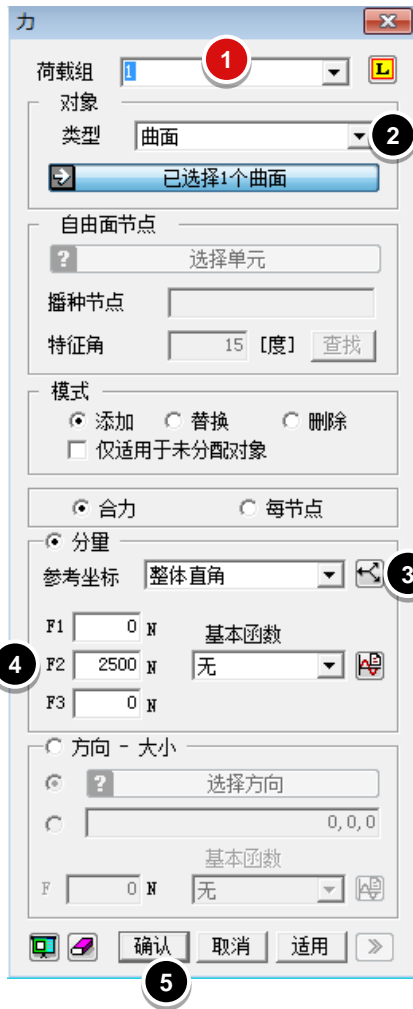 力
荷载组 1 1 L
对象
类型 曲面 2
已选择1个曲面
自由面节点
? 选择单元
播种节点
特征角 15 [度] 查找
模式
添加 替换 删除
仅适用于未分配对象
合力 每节点
分量
参考坐标 整体直角 3
F1 0 N 基本函数
4 F2 2500 N 无
F3 0 N
方向 - 大小
? 选择方向
0,0,0
基本函数
F 0 N 无
确认 取消 适用 >>
5